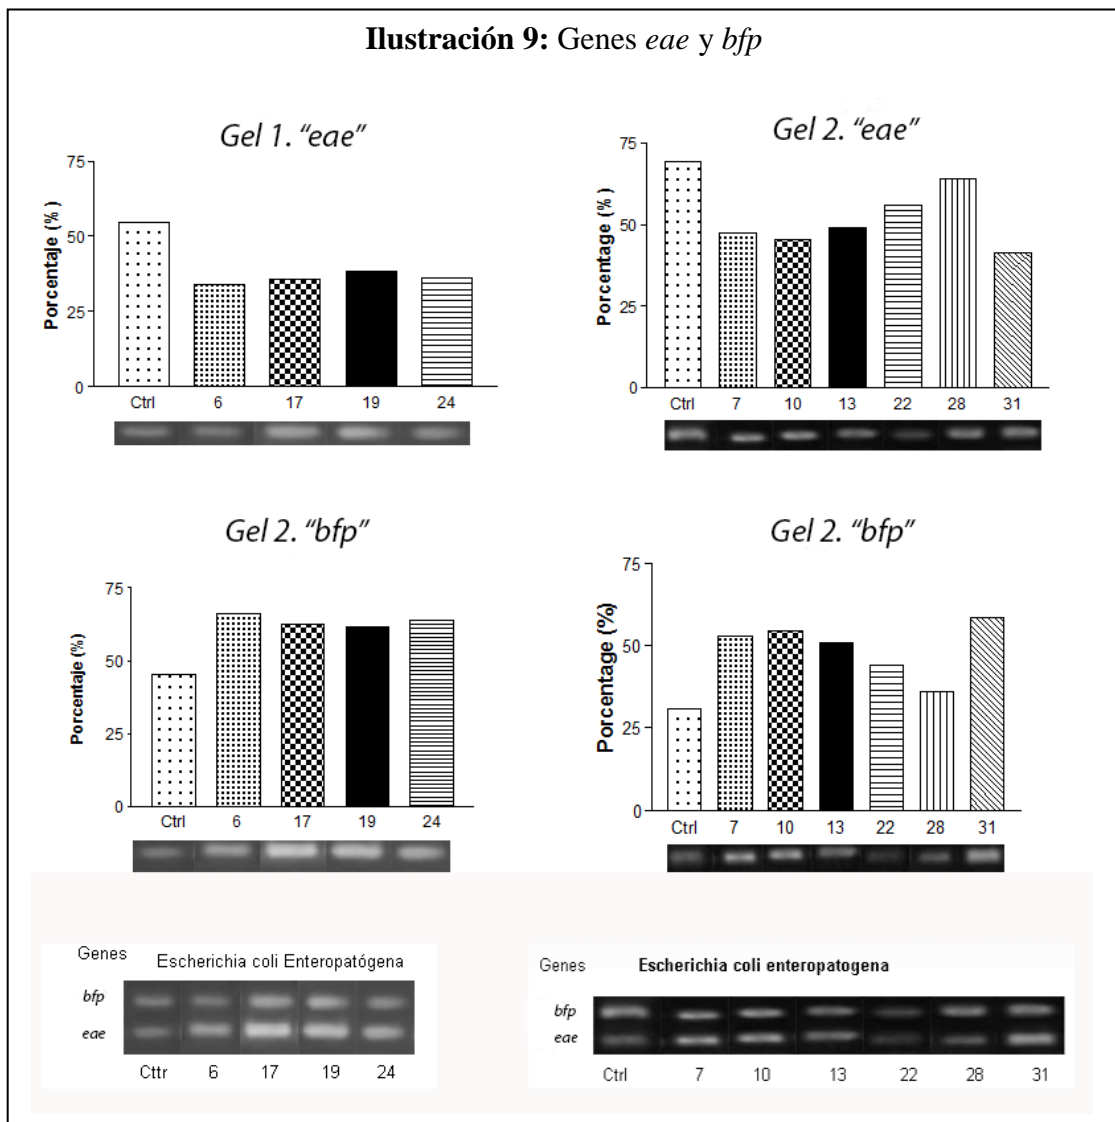 Ilustración 9: Genes eae y bfp
Gel 1. "eae"
Porcentaje (%)
75
50
25
0
Ctrl 6 17 19 24
Gel 2. "eae"
Porcentage (%)
75
50
25
0
Ctrl 7 10 13 22 28 31
Gel 2. "bfp"
Porcentaje (%)
75
50
25
0
Ctrl 6 17 19 24
Gel 2. "bfp"
Porcentage (%)
75
50
25
0
Ctrl 7 10 13 22 28 31
Genes Escherichia coli Enteropatógena
bfp
eae
Cttr 6 17 19 24
Genes Escherichia coli enteropatogena
bfp
eae
Ctrl 7 10 13 22 28 31